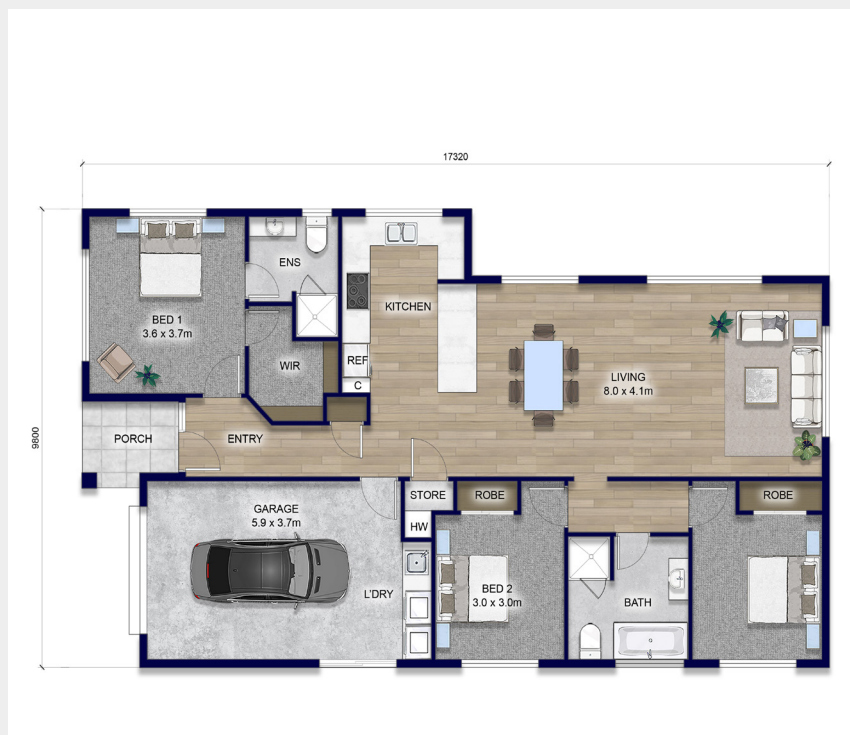 17320
9800
BED 1
3.6 x 3.7m
ENS
WIR
KITCHEN
REF
C
LIVING
8.0 x 4.1m
PORCH
ENTRY
GARAGE
5.9 x 3.7m
L'DRY
STORE
HW
ROBE
BED 2
3.0 x 3.0m
BATH
ROBE